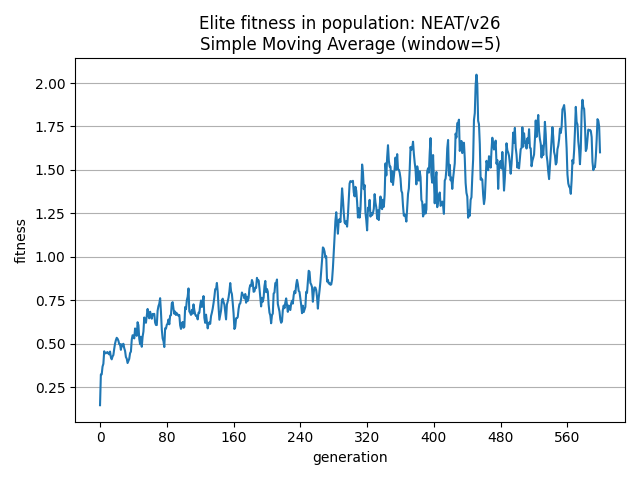 Elite fitness in population: NEAT/v26
Simple Moving Average (window=5)
2.00
1.75
1.50
1.25
1.00
0.75
0.50
0.25
fitness
0 80 160 240 320 400 480 560
generation